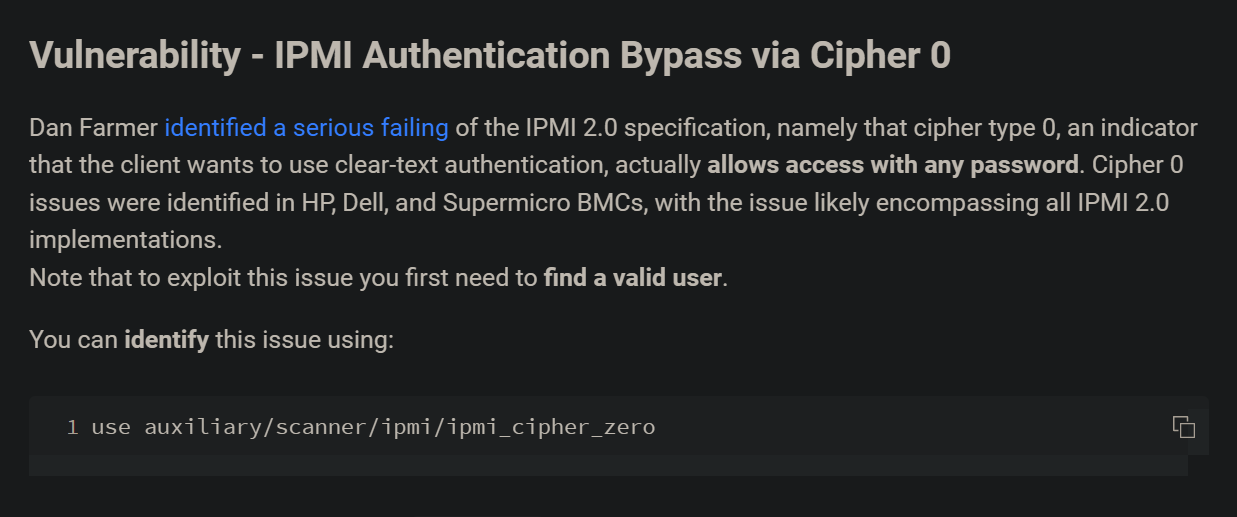 Vulnerability - IPMI Authentication Bypass via Cipher 0
Dan Farmer identified a serious failing of the IPMI 2.0 specification, namely that cipher type 0, an indicator
that the client wants to use clear-text authentication, actually allows access with any password. Cipher 0
issues were identified in HP, Dell, and Supermicro BMCs, with the issue likely encompassing all IPMI 2.0
implementations.
Note that to exploit this issue you first need to find a valid user.
You can identify this issue using:
1 use auxiliary/scanner/ipmi/ipmi_cipher_zero